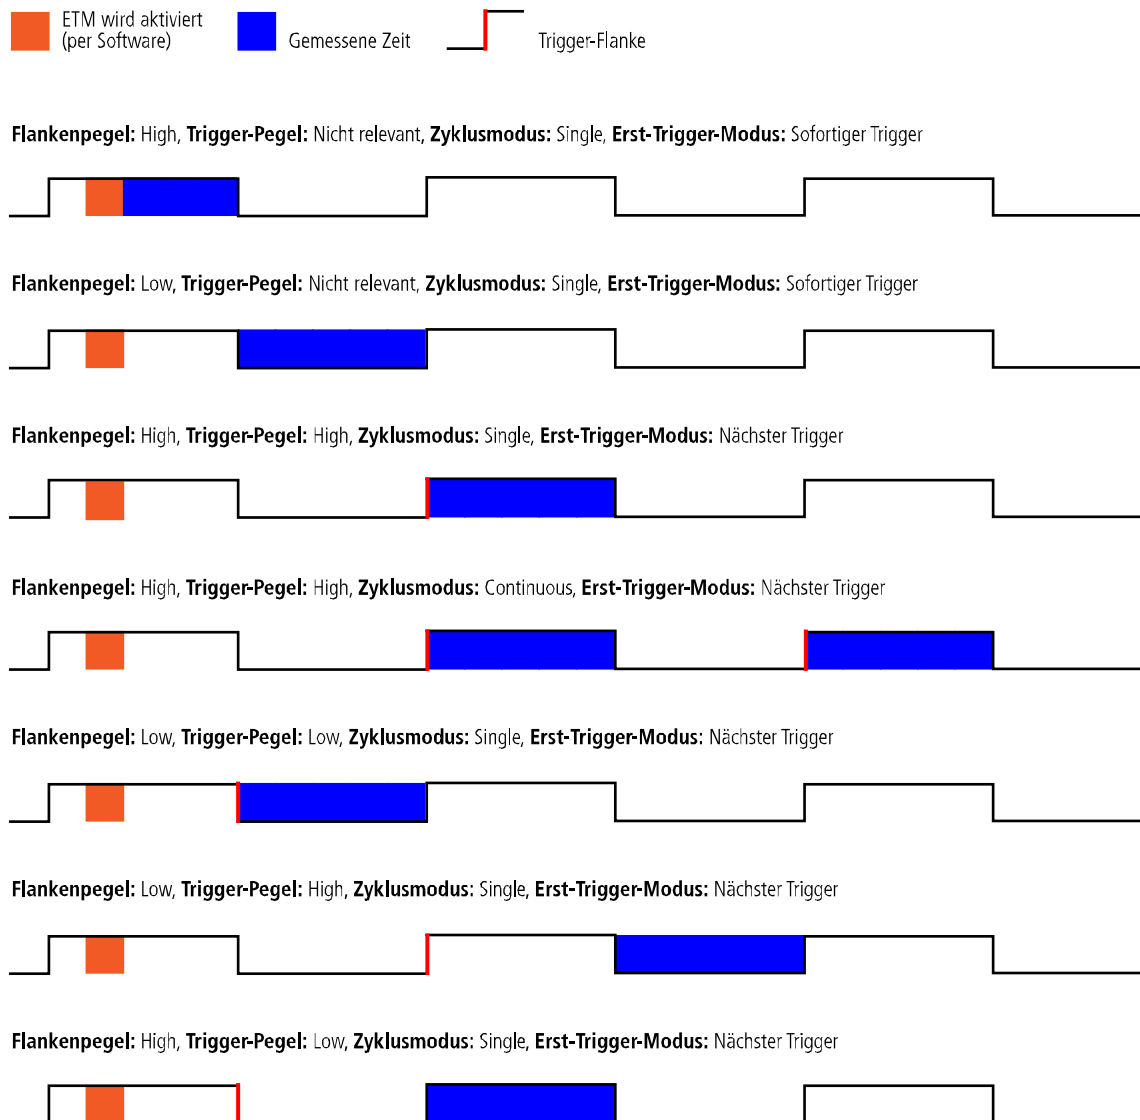 ETM wird aktiviert
(per Software)
Gemessene Zeit
Trigger-Flanke
Flankenpegel: High, Trigger-Pegel: Nicht relevant, Zyklusmodus: Single, Erst-Trigger-Modus: Sofortiger Trigger
Flankenpegel: Low, Trigger-Pegel: Nicht relevant, Zyklusmodus: Single, Erst-Trigger-Modus: Sofortiger Trigger
Flankenpegel: High, Trigger-Pegel: High, Zyklusmodus: Single, Erst-Trigger-Modus: Nächster Trigger
Flankenpegel: High, Trigger-Pegel: High, Zyklusmodus: Continuous, Erst-Trigger-Modus: Nächster Trigger
Flankenpegel: Low, Trigger-Pegel: Low, Zyklusmodus: Single, Erst-Trigger-Modus: Nächster Trigger
Flankenpegel: Low, Trigger-Pegel: High, Zyklusmodus: Single, Erst-Trigger-Modus: Nächster Trigger
Flankenpegel: High, Trigger-Pegel: Low, Zyklusmodus: Single, Erst-Trigger-Modus: Nächster Trigger